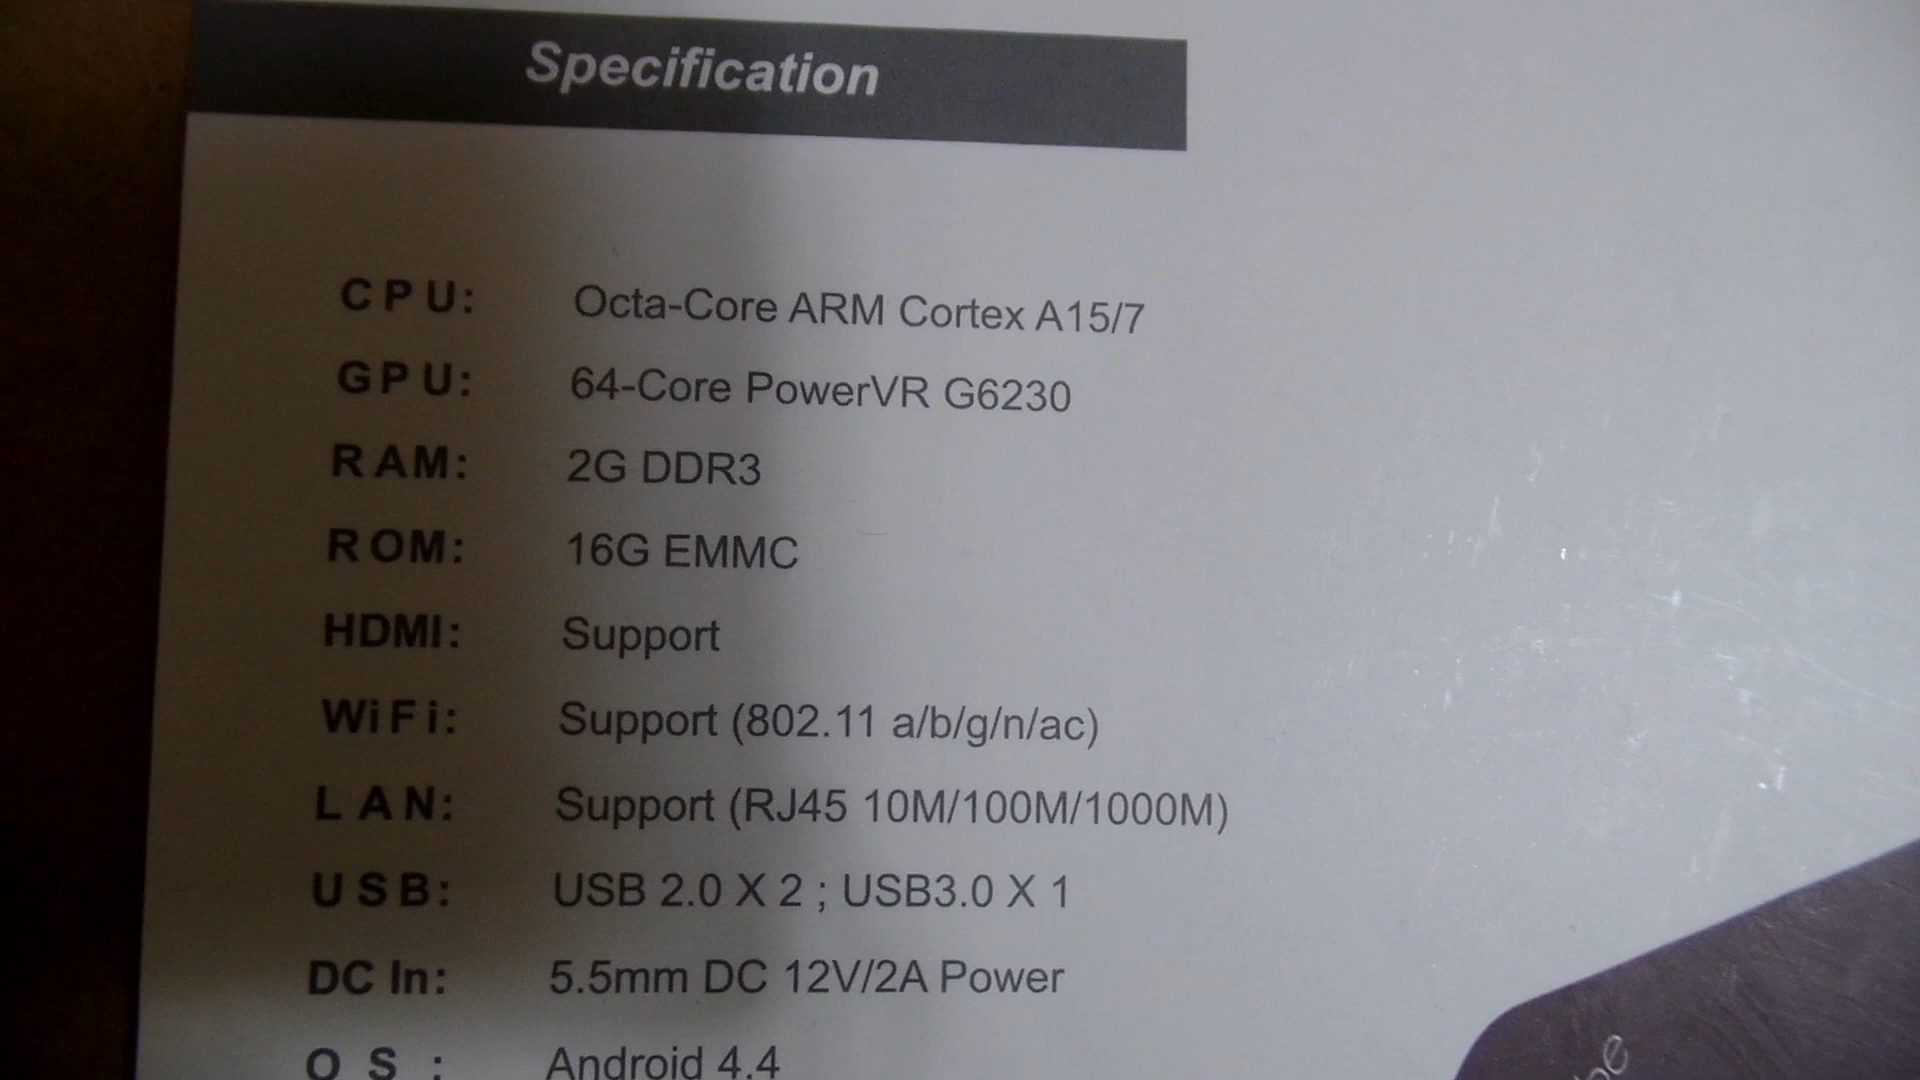 Specification
CPU: Octa-Core ARM Cortex A15/7
GPU: 64-Core PowerVR G6230
RAM: 2G DDR3
ROM: 16G EMMC
HDMI: Support
WiFi: Support (802.11 a/b/g/n/ac)
LAN: Support (RJ45 10M/100M/1000M)
USB: USB 2.0 X 2 ; USB3.0 X 1
DC In: 5.5mm DC 12V/2A Power
OS : Android 4.4